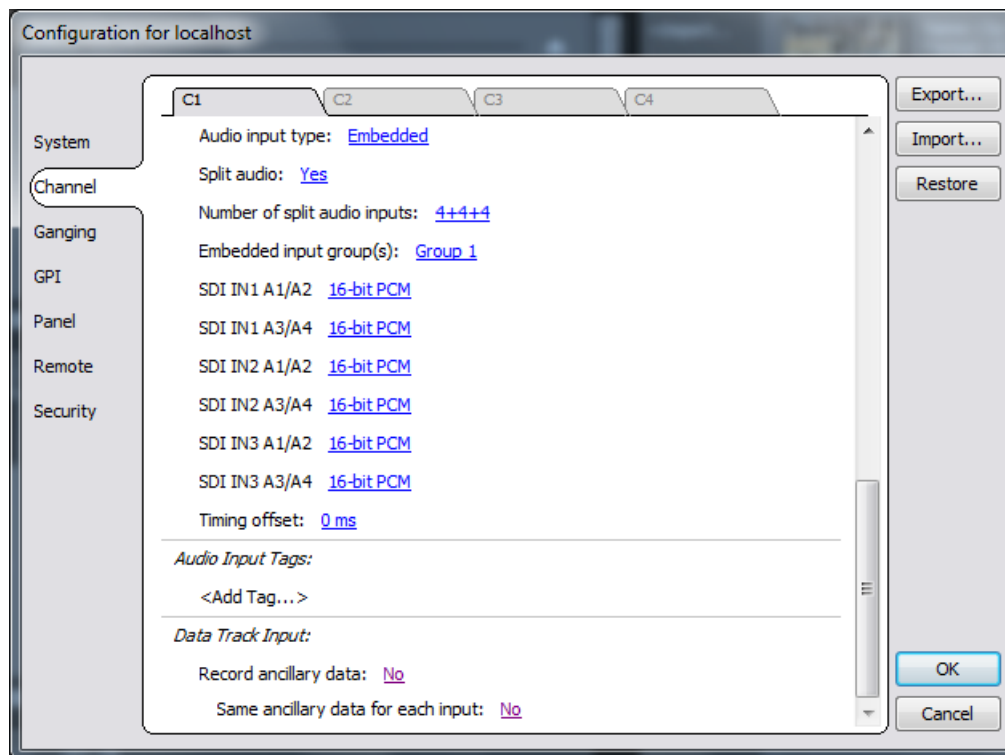 Configuration for localhost
C1 C2 C3 C4
Export...
Import...
Restore
System
Channel
Ganging
GPI
Panel
Remote
Security
Audio input type: Embedded
Split audio: Yes
Number of split audio inputs: 4+4+4
Embedded input group(s): Group 1
SDI IN1 A1/A2 16-bit PCM
SDI IN1 A3/A4 16-bit PCM
SDI IN2 A1/A2 16-bit PCM
SDI IN2 A3/A4 16-bit PCM
SDI IN3 A1/A2 16-bit PCM
SDI IN3 A3/A4 16-bit PCM
Timing offset: 0 ms
Audio Input Tags:
<Add Tag...>
Data Track Input:
Record ancillary data: No
Same ancillary data for each input: No
OK
Cancel